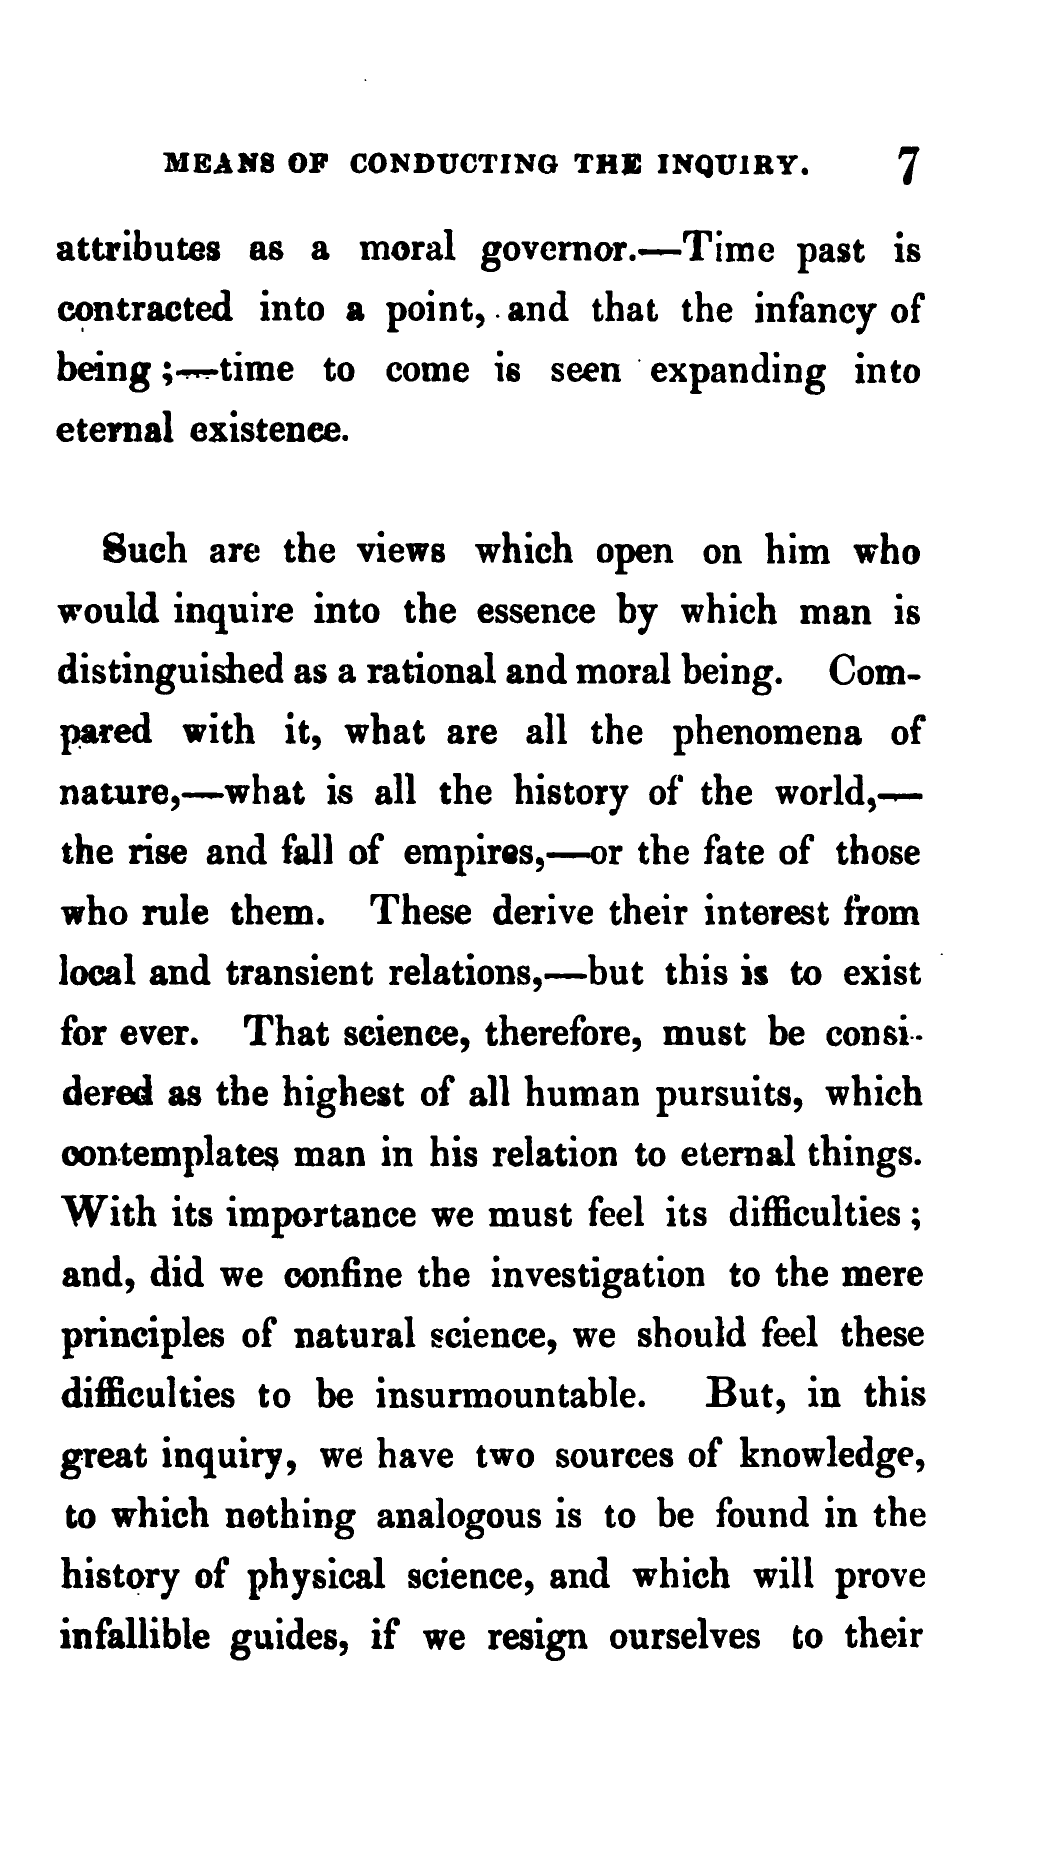 MEANS OF CONDUCTING THE INQUIRY. 7
attributes as a moral governor.—Time past is
contracted into a point, and that the infancy of
being ;—time to come is seen expanding into
eternal existence.
Such are the views which open on him who
would inquire into the essence by which man is
distinguished as a rational and moral being. Com-
pared with it, what are all the phenomena of
nature,—what is all the history of the world,—
the rise and fall of empires,—or the fate of those
who rule them. These derive their interest from
local and transient relations,—but this is to exist
for ever. That science, therefore, must be consi-
dered as the highest of all human pursuits, which
contemplates man in his relation to eternal things.
With its importance we must feel its difficulties ;
and, did we confine the investigation to the mere
principles of natural science, we should feel these
difficulties to be insurmountable. But, in this
great inquiry, we have two sources of knowledge,
to which nothing analogous is to be found in the
history of physical science, and which will prove
infallible guides, if we resign ourselves to their